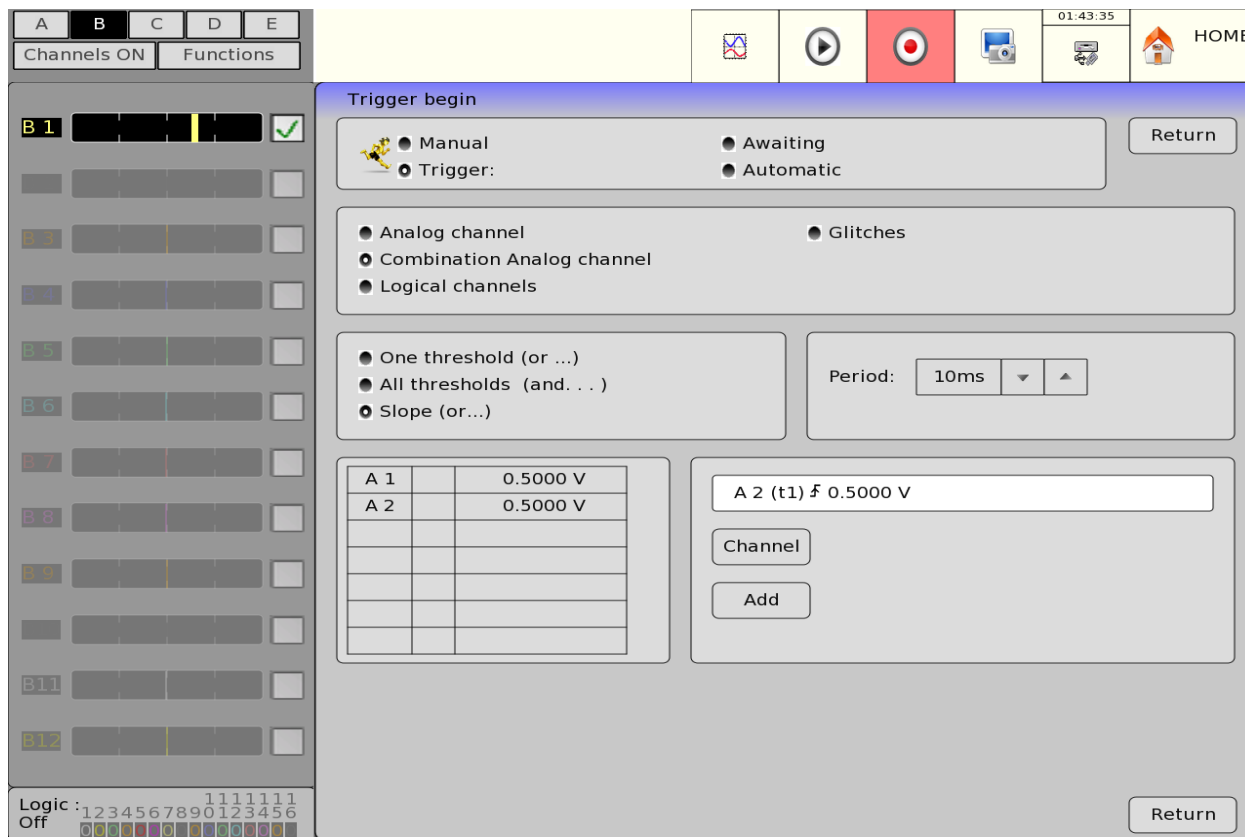 A B C D E
Channels ON Functions
01:43:35
HOME
Trigger begin
Manual Awaiting
Trigger: Automatic
Return
Analog channel Glitches
Combination Analog channel
Logical channels
One threshold (or ...)
All thresholds (and. . . )
Slope (or...)
Period: 10ms
A 1 0.5000 V
A 2 0.5000 V
A 2 (t1) 0.5000 V
Channel
Add
Return
B 1
B 3
B 4
B 5
B 6
B 7
B 8
B 9
B11
B12
Logic :
Off
1111111
1234567890123456